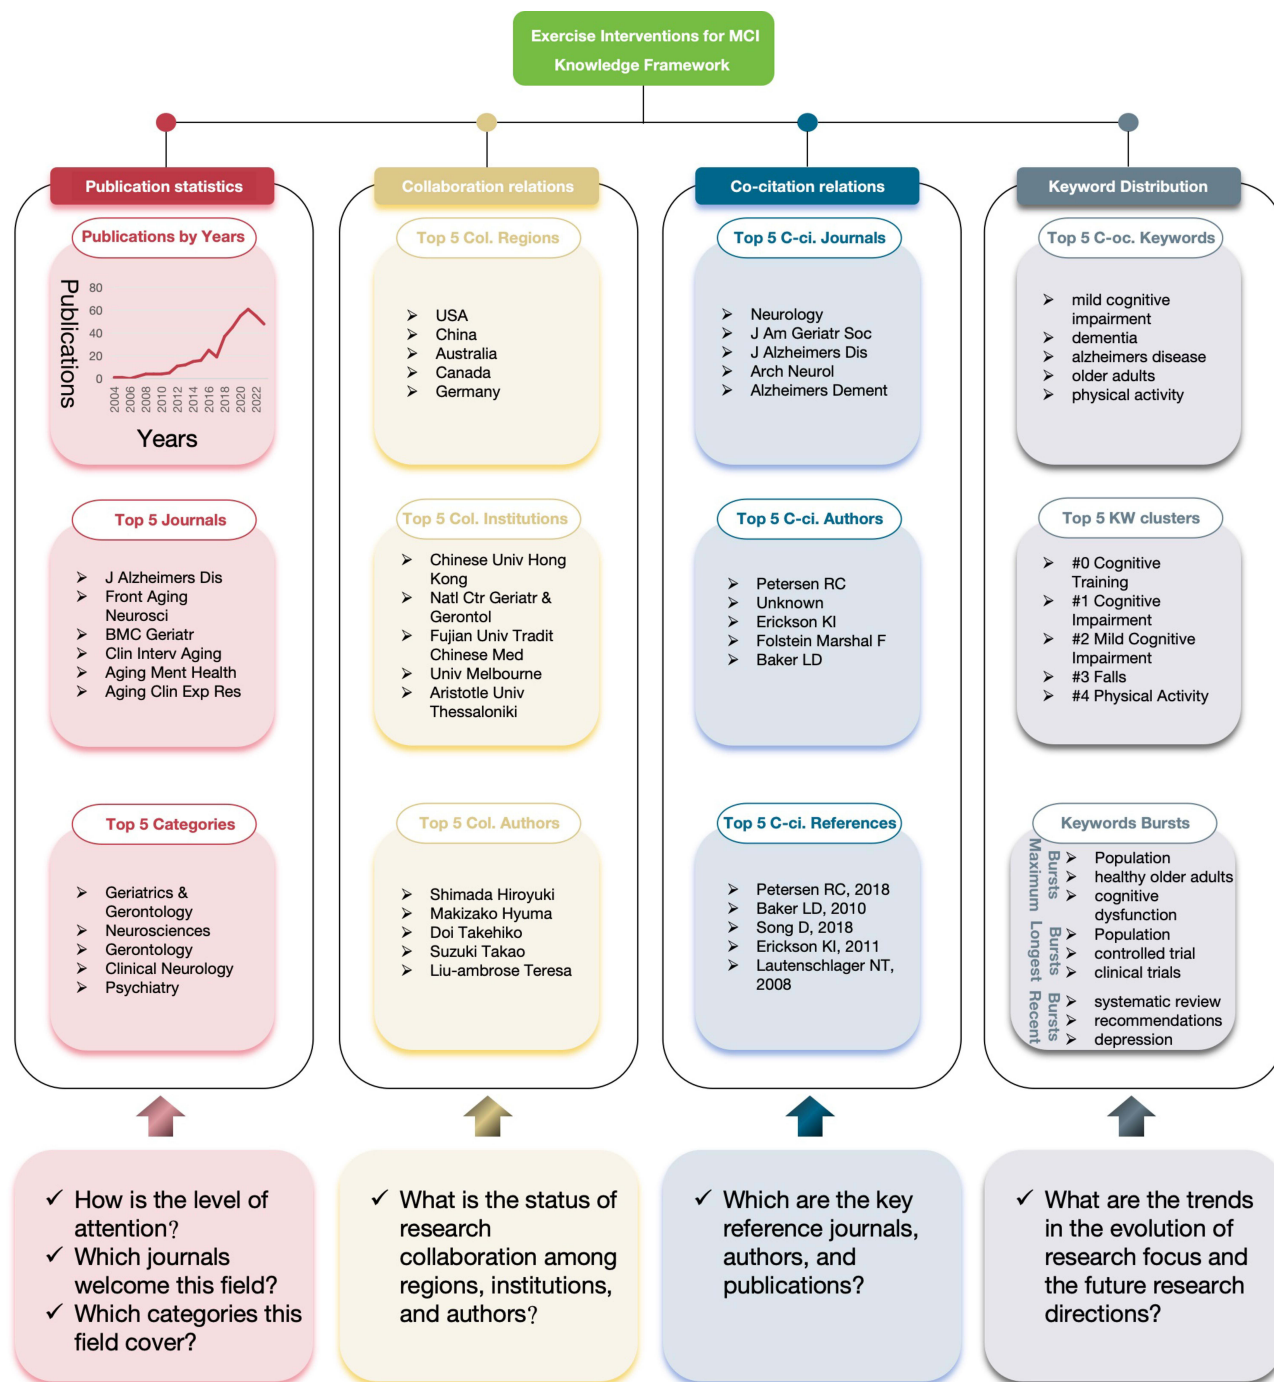 Exercise Interventions for MCI
Knowledge Framework
Publication statistics
Publications by Years
Publications
80
60
40
20
0
2004
2006
2008
2010
2012
2014
2016
2018
2020
2022
Years
Top 5 Journals
J Alzheimers Dis
Front Aging
Neurosci
BMC Geriatr
Clin Interv Aging
Aging Ment Health
Aging Clin Exp Res
Top 5 Categories
Geriatrics &
Gerontology
Neurosciences
Gerontology
Clinical Neurology
Psychiatry
✓ How is the level of
attention?
✓ Which journals
welcome this field?
✓ Which categories this
field cover?
Collaboration relations
Top 5 Col. Regions
USA
China
Australia
Canada
Germany
Top 5 Col. Institutions
Chinese Univ Hong
Kong
Natl Ctr Geriatr &
Gerontol
Fujian Univ Tradit
Chinese Med
Univ Melbourne
Aristotle Univ
Thessaloniki
Top 5 Col. Authors
Shimada Hiroyuki
Makizako Hyuma
Doi Takehiko
Suzuki Takao
Liu-ambrose Teresa
✓ What is the status of
research
collaboration among
regions, institutions,
and authors?
Co-citation relations
Top 5 C-ci. Journals
Neurology
J Am Geriatr Soc
J Alzheimers Dis
Arch Neurol
Alzheimers Dement
Top 5 C-ci. Authors
Petersen RC
Unknown
Erickson KI
Folstein Marshal F
Baker LD
Top 5 C-ci. References
Petersen RC, 2018
Baker LD, 2010
Song D, 2018
Erickson KI, 2011
Lautenschlager NT,
2008
✓ Which are the key
reference journals,
authors, and
publications?
Keyword Distribution
Top 5 C-oc. Keywords
mild cognitive
impairment
dementia
alzheimers disease
older adults
physical activity
Top 5 KW clusters
#0 Cognitive
Training
#1 Cognitive
Impairment
#2 Mild Cognitive
Impairment
#3 Falls
#4 Physical Activity
Keywords Bursts
Maximum
Bursts
Population
healthy older adults
cognitive
dysfunction
Longest
Bursts
Population
controlled trial
clinical trials
Recent
Bursts
systematic review
recommendations
depression
✓ What are the trends
in the evolution of
research focus and
the future research
directions?